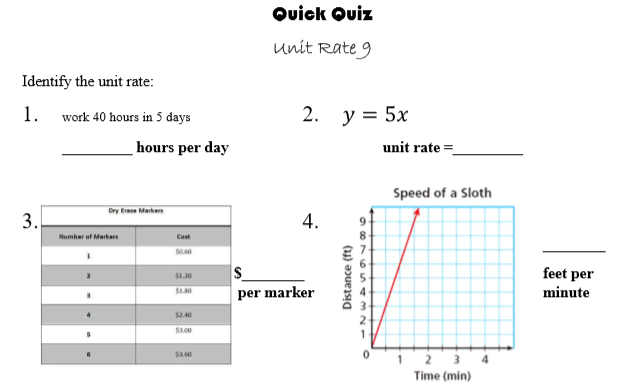 Quick Quiz
Unit Rate 9
Identify the unit rate:
1. work 40 hours in 5 days
________ hours per day
2. y = 5x
unit rate =________
3.
Dry Erase Markers
Number of Markers Cost
1 $0.60
2 $1.20
3 $1.80
4 $2.40
5 $3.00
6 $3.60
$________
per marker
4.
Speed of a Sloth
Distance (ft)
9
8
7
6
5
4
3
2
1
0 1 2 3 4
Time (min)
________
feet per
minute